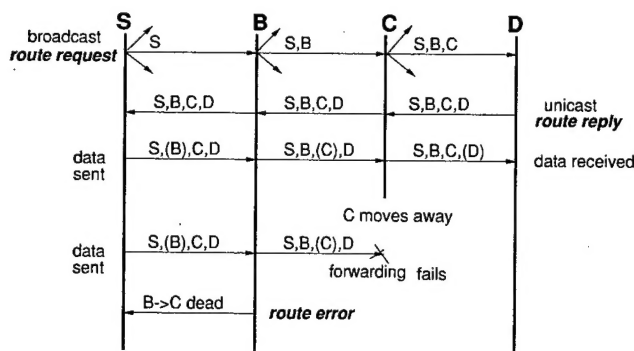 S B C D
broadcast
route request
S S,B S,B,C
S,B,C,D S,B,C,D S,B,C,D
unicast
route reply
data
sent
S,(B),C,D S,B,(C),D S,B,C,(D)
data received
C moves away
data
sent
S,(B),C,D S,B,(C),D
forwarding fails
B->C dead
route error